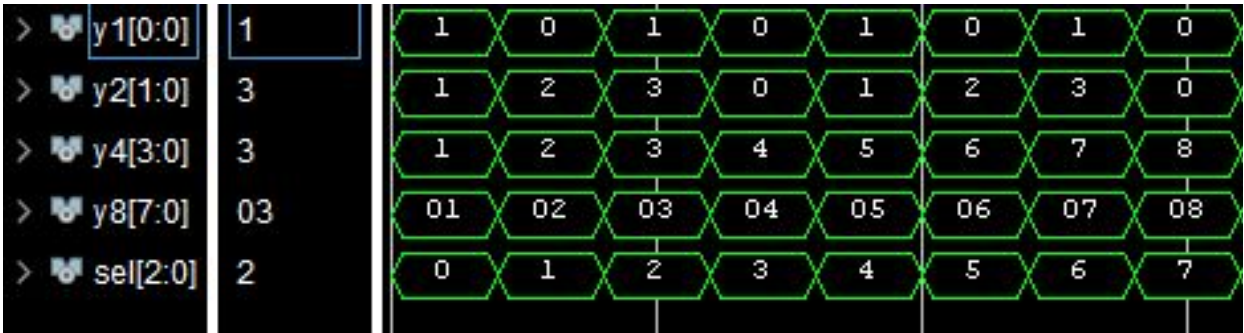 y1[0:0] 1 1 0 1 0 1 0 1 0
y2[1:0] 3 1 2 3 0 1 2 3 0
y4[3:0] 3 1 2 3 4 5 6 7 8
y8[7:0] 03 01 02 03 04 05 06 07 08
sel[2:0] 2 0 1 2 3 4 5 6 7